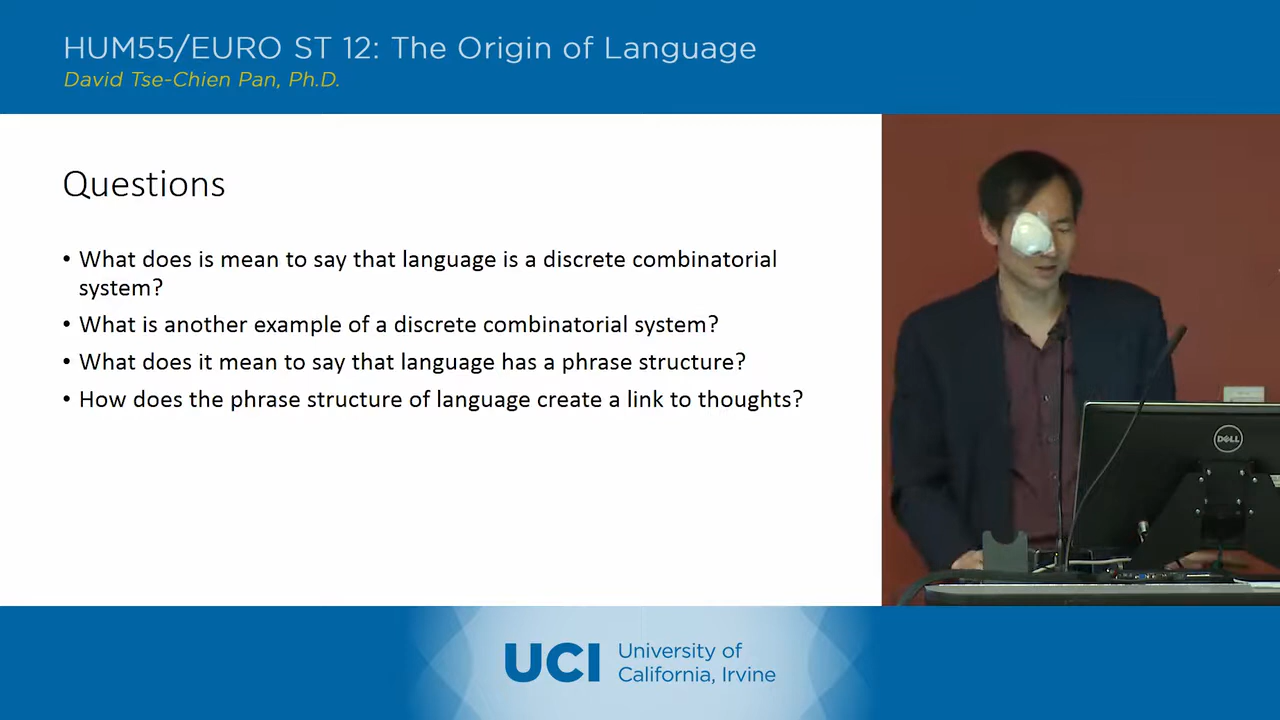 HUM55/EURO ST 12: The Origin of Language
David Tse-Chien Pan, Ph.D.
Questions
• What does is mean to say that language is a discrete combinatorial
system?
• What is another example of a discrete combinatorial system?
• What does it mean to say that language has a phrase structure?
• How does the phrase structure of language create a link to thoughts?
DELL
UCI University of
California, Irvine